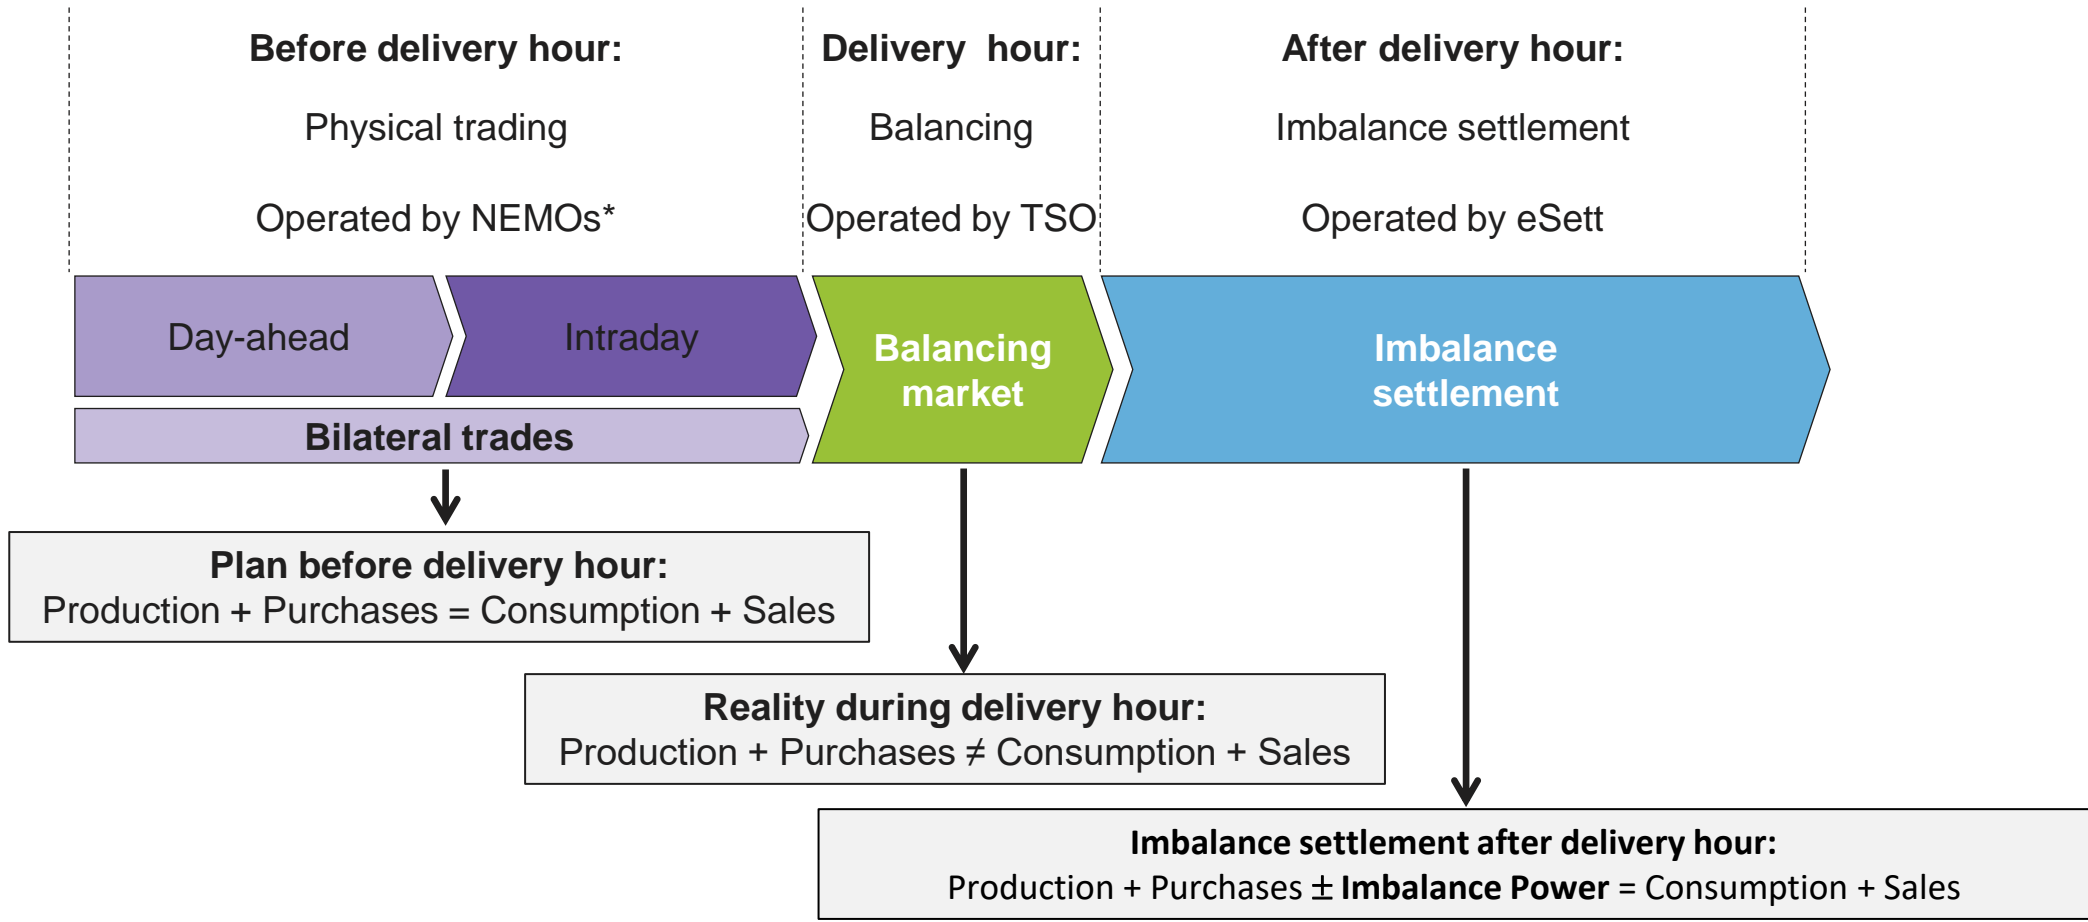 Before delivery hour:
Physical trading
Operated by NEMOs*
Delivery hour:
Balancing
Operated by TSO
After delivery hour:
Imbalance settlement
Operated by eSett
Day-ahead
Intraday
Bilateral trades
Balancing
market
Imbalance
settlement
Plan before delivery hour:
Production + Purchases = Consumption + Sales
Reality during delivery hour:
Production + Purchases ≠ Consumption + Sales
Imbalance settlement after delivery hour:
Production + Purchases ± Imbalance Power = Consumption + Sales